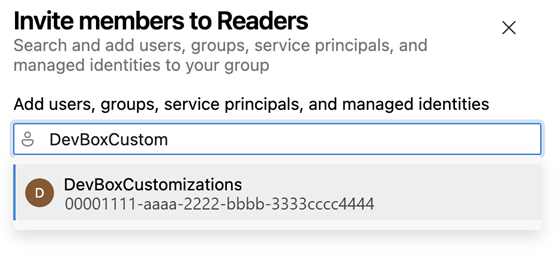 Invite members to Readers
Search and add users, groups, service principals, and
managed identities to your group
Add users, groups, service principals, and managed identities
DevBoxCustom
D
DevBoxCustomizations
00001111-aaaa-2222-bbbb-3333cccc4444